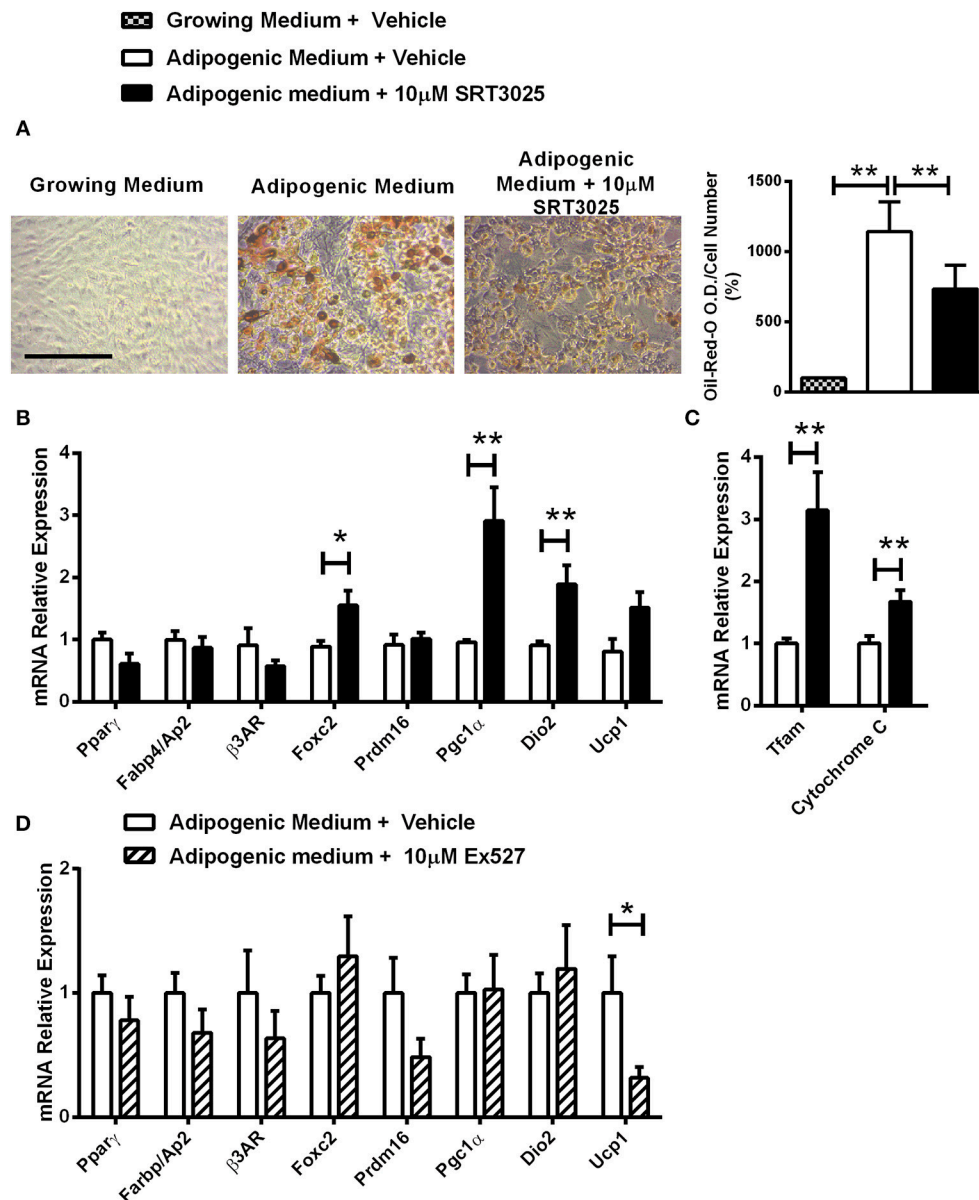 Growing Medium + Vehicle
Adipogenic Medium + Vehicle
Adipogenic medium + 10μM SRT3025
A
Growing Medium
Adipogenic Medium
Adipogenic
Medium + 10μM
SRT3025
Oil-Red-O O.D./Cell Number
(%)
1500
1000
500
0
**
**
B
mRNA Relative Expression
4
3
2
1
0
*
**
**
Pparγ
Fabp4/Ap2
β3AR
Foxc2
Prdm16
Pgc1α
Dio2
Ucp1
C
mRNA Relative Expression
4
3
2
1
0
**
**
Tfam
Cytochrome C
D
Adipogenic Medium + Vehicle
Adipogenic medium + 10μM Ex527
mRNA Relative Expression
2
1
0
*
Pparγ
Farbp/Ap2
β3AR
Foxc2
Prdm16
Pgc1α
Dio2
Ucp1